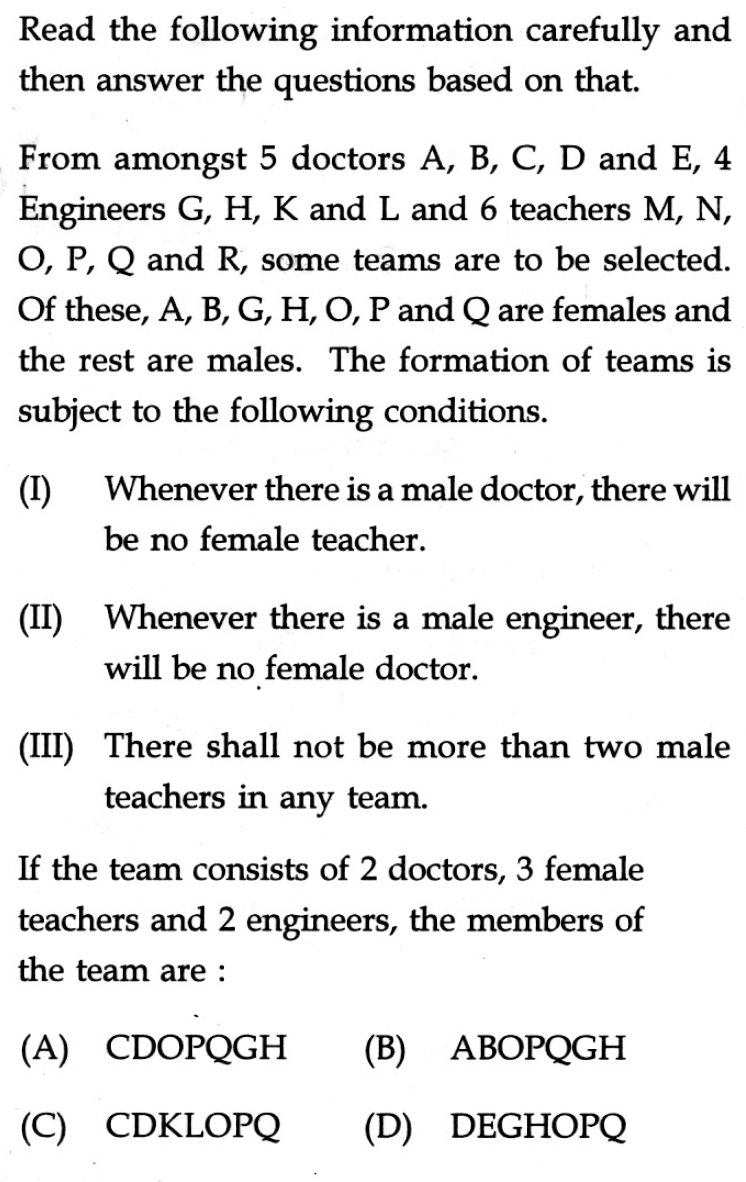 Read the following information carefully and
then answer the questions based on that.
From amongst 5 doctors A, B, C, D and E, 4
Engineers G, H, K and L and 6 teachers M, N,
O, P, Q and R, some teams are to be selected.
Of these, A, B, G, H, O, P and Q are females and
the rest are males. The formation of teams is
subject to the following conditions.
(I) Whenever there is a male doctor, there will
be no female teacher.
(II) Whenever there is a male engineer, there
will be no female doctor.
(III) There shall not be more than two male
teachers in any team.
If the team consists of 2 doctors, 3 female
teachers and 2 engineers, the members of
the team are :
(A) CDOPQGH (B) ABOPQGH
(C) CDKLOPQ (D) DEGHOPQ